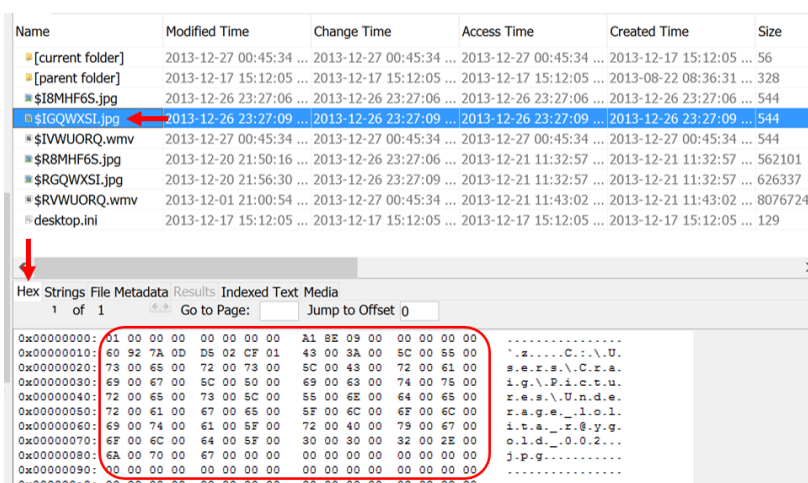 Name Modified Time Change Time Access Time Created Time Size
[current folder] 2013-12-27 00:45:34 ... 2013-12-27 00:45:34 ... 2013-12-27 00:45:34 ... 2013-12-17 15:12:05 ... 56
[parent folder] 2013-12-17 15:12:05 ... 2013-12-17 15:12:05 ... 2013-12-17 15:12:05 ... 2013-08-22 08:36:31 ... 328
$I8MHF6S.jpg 2013-12-26 23:27:06 ... 2013-12-26 23:27:06 ... 2013-12-26 23:27:06 ... 2013-12-26 23:27:06 ... 544
$IGQWXSI.jpg 2013-12-26 23:27:09 ... 2013-12-26 23:27:09 ... 2013-12-26 23:27:09 ... 2013-12-26 23:27:09 ... 544
$IVWUORQ.wmv 2013-12-27 00:45:34 ... 2013-12-27 00:45:34 ... 2013-12-27 00:45:34 ... 2013-12-27 00:45:34 ... 544
$R8MHF6S.jpg 2013-12-20 21:50:16 ... 2013-12-26 23:27:06 ... 2013-12-21 11:32:57 ... 2013-12-21 11:32:57 ... 562101
$RGQWXSI.jpg 2013-12-20 21:56:30 ... 2013-12-26 23:27:09 ... 2013-12-21 11:32:57 ... 2013-12-21 11:32:57 ... 626337
$RVWUORQ.wmv 2013-12-01 21:00:54 ... 2013-12-27 00:45:34 ... 2013-12-21 11:43:02 ... 2013-12-21 11:43:02 ... 8076724
desktop.ini 2013-12-17 15:12:05 ... 2013-12-17 15:12:05 ... 2013-12-17 15:12:05 ... 2013-12-17 15:12:05 ... 129
Hex Strings File Metadata Results Indexed Text Media
1 of 1 Go to Page: Jump to Offset 0
0x00000000: 01 00 00 00 00 00 00 00 A1 8E 09 00 00 00 00 00 ................
0x00000010: 60 92 7A 0D D5 02 CF 01 43 00 3A 00 5C 00 55 00 `.z.....C.:.\.U.
0x00000020: 73 00 65 00 72 00 73 00 5C 00 43 00 72 00 61 00 s.e.r.s.\.C.r.a.
0x00000030: 69 00 67 00 5C 00 50 00 69 00 63 00 74 00 75 00 i.g.\.P.i.c.t.u.
0x00000040: 72 00 65 00 73 00 5C 00 55 00 6E 00 64 00 65 00 r.e.s.\.U.n.d.e.
0x00000050: 72 00 61 00 67 00 65 00 5F 00 6C 00 6F 00 6C 00 r.a.g.e._.l.o.l.
0x00000060: 69 00 74 00 61 00 5F 00 72 00 40 00 79 00 67 00 i.t.a._.r.@.y.g.
0x00000070: 6F 00 6C 00 64 00 5F 00 30 00 30 00 32 00 2E 00 o.l.d._.0.0.2...
0x00000080: 6A 00 70 00 67 00 00 00 00 00 00 00 00 00 00 00 j.p.g...........
0x00000090: 00 00 00 00 00 00 00 00 00 00 00 00 00 00 00 00 ................